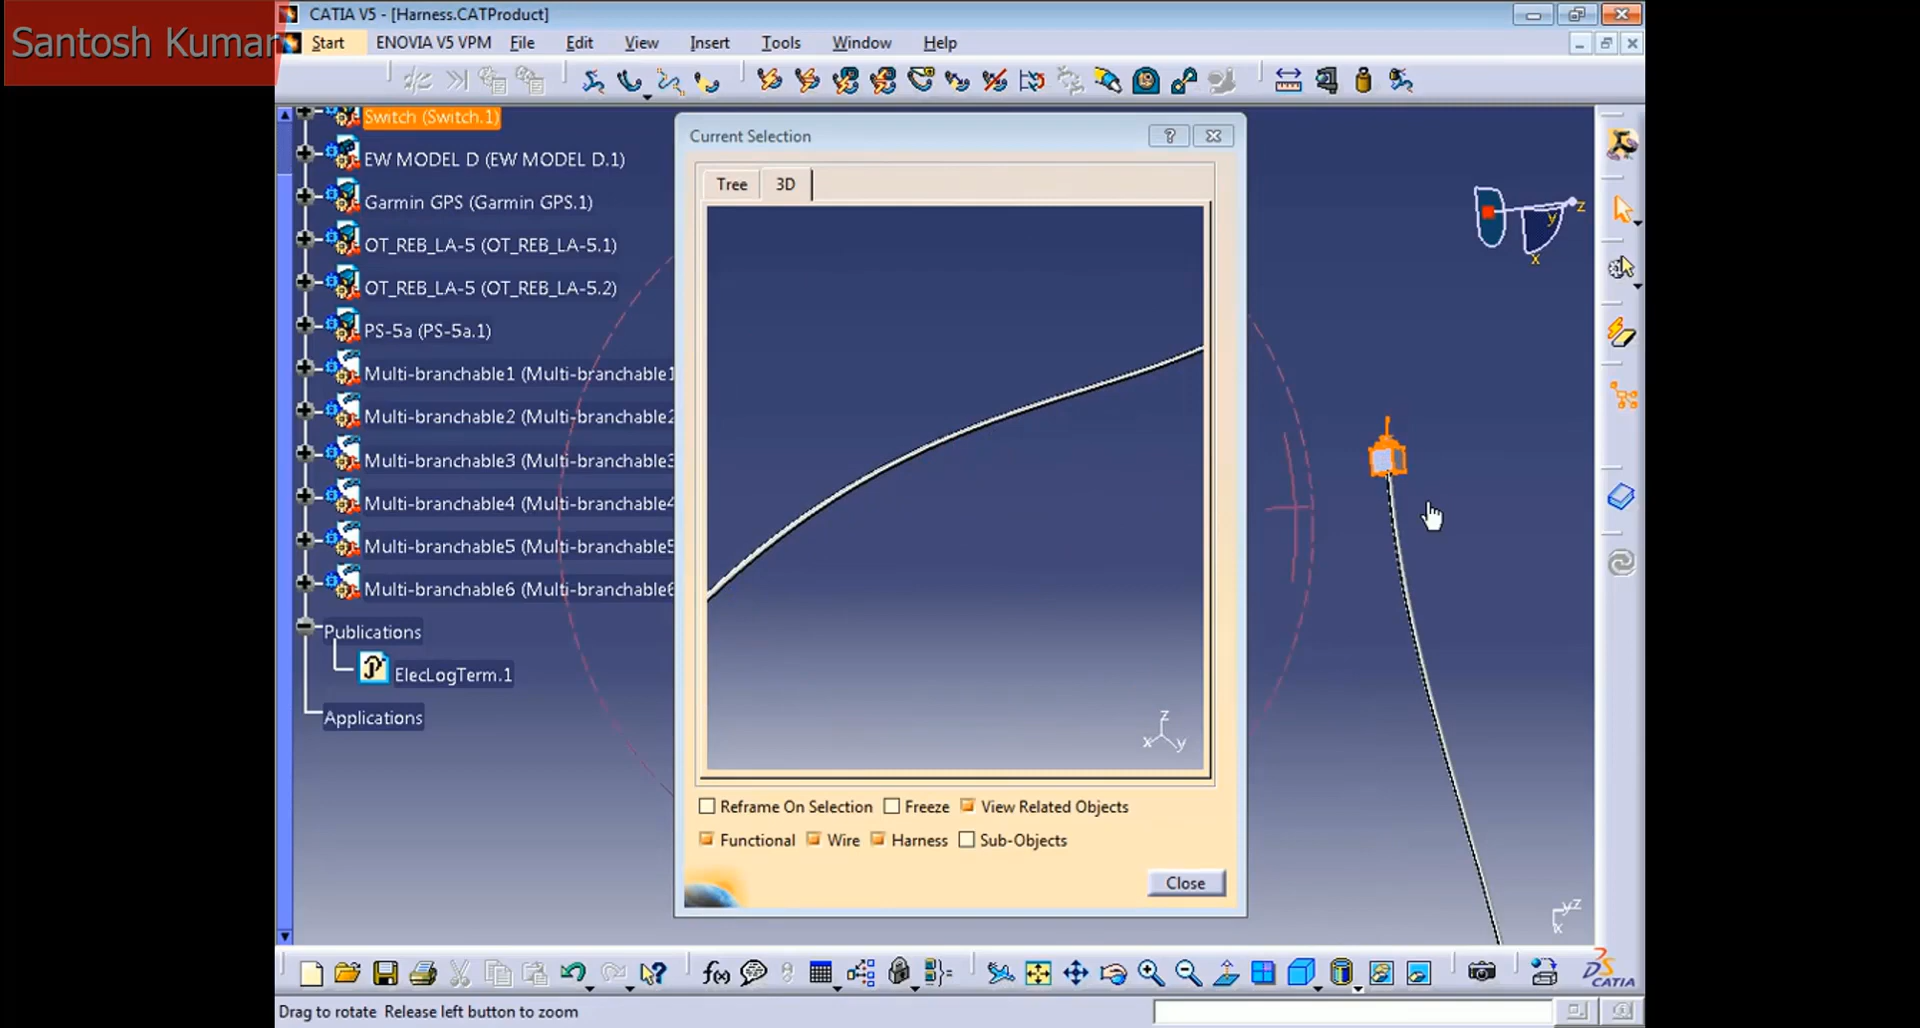 Santosh Kumar
CATIA V5 - [Harness.CATProduct]
Start ENOVIA V5 VPM File Edit View Insert Tools Window Help
Switch (Switch.1)
EW MODEL D (EW MODEL D.1)
Garmin GPS (Garmin GPS.1)
OT_REB_LA-5 (OT_REB_LA-5.1)
OT_REB_LA-5 (OT_REB_LA-5.2)
PS-5a (PS-5a.1)
Multi-branchable1 (Multi-branchable1
Multi-branchable2 (Multi-branchable2
Multi-branchable3 (Multi-branchable3
Multi-branchable4 (Multi-branchable4
Multi-branchable5 (Multi-branchable5
Multi-branchable6 (Multi-branchable6
Publications
ElecLogTerm.1
Applications
Current Selection
Tree 3D
z
x y
Reframe On Selection Freeze View Related Objects
Functional Wire Harness Sub-Objects
Close
z
y
x
y z
x
f(x)
CATIA
Drag to rotate Release left button to zoom